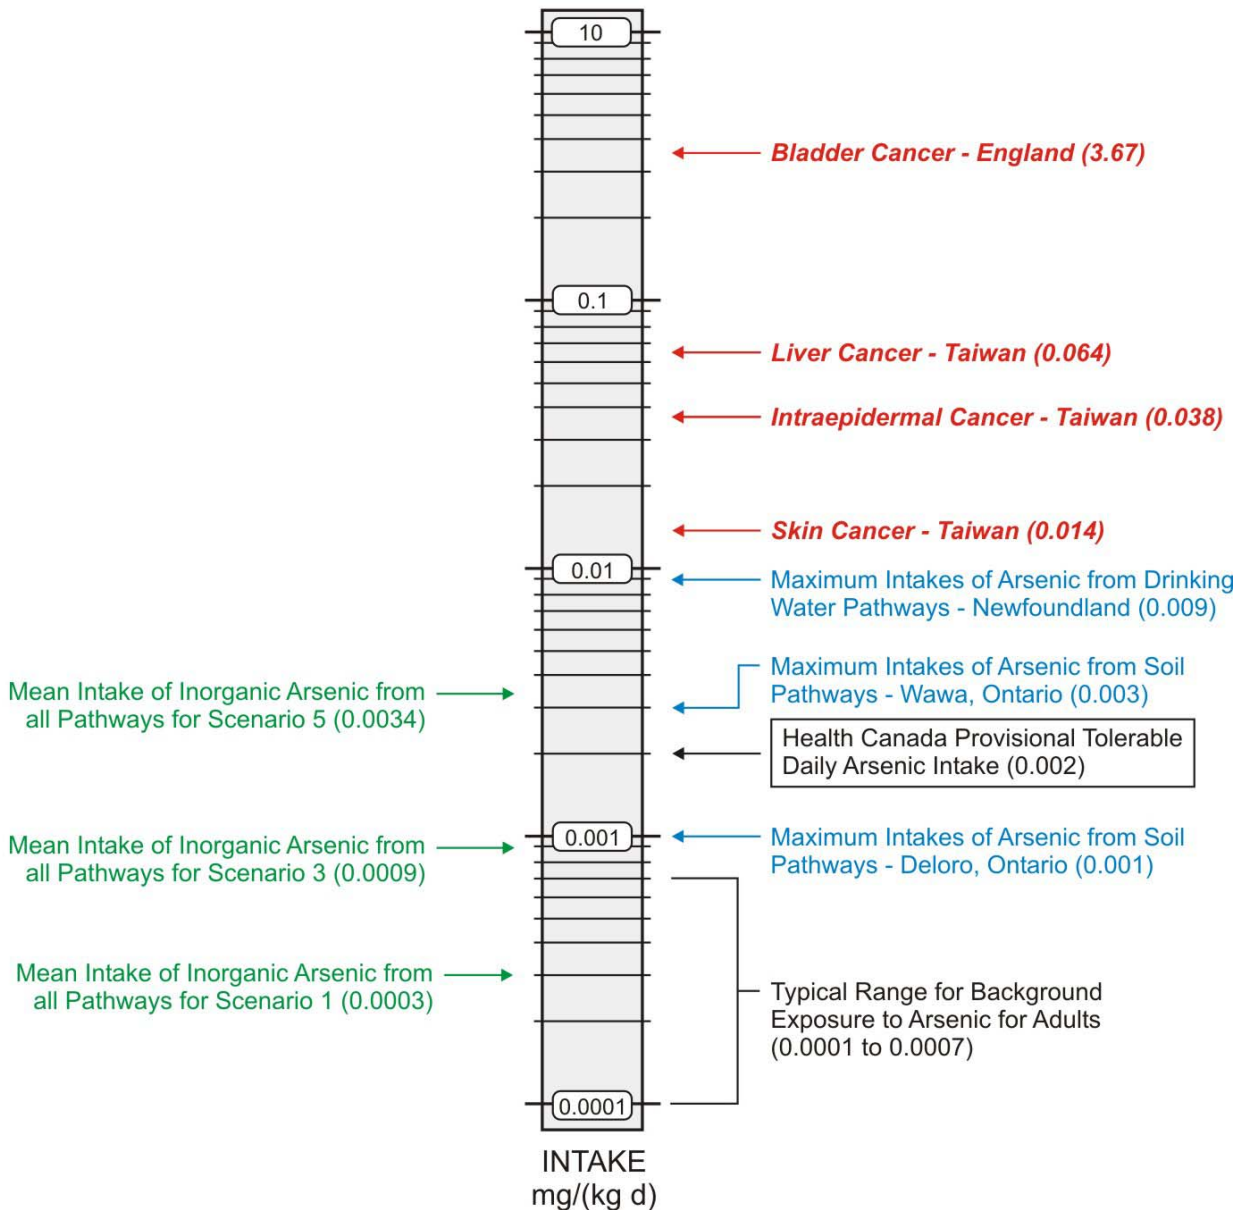 10
Bladder Cancer - England (3.67)
0.1
Liver Cancer - Taiwan (0.064)
Intraepidermal Cancer - Taiwan (0.038)
Skin Cancer - Taiwan (0.014)
0.01
Maximum Intakes of Arsenic from Drinking
Water Pathways - Newfoundland (0.009)
Maximum Intakes of Arsenic from Soil
Pathways - Wawa, Ontario (0.003)
Mean Intake of Inorganic Arsenic from
all Pathways for Scenario 5 (0.0034)
Health Canada Provisional Tolerable
Daily Arsenic Intake (0.002)
0.001
Maximum Intakes of Arsenic from Soil
Pathways - Deloro, Ontario (0.001)
Mean Intake of Inorganic Arsenic from
all Pathways for Scenario 3 (0.0009)
Mean Intake of Inorganic Arsenic from
all Pathways for Scenario 1 (0.0003)
Typical Range for Background
Exposure to Arsenic for Adults
(0.0001 to 0.0007)
0.0001
INTAKE
mg/(kg d)